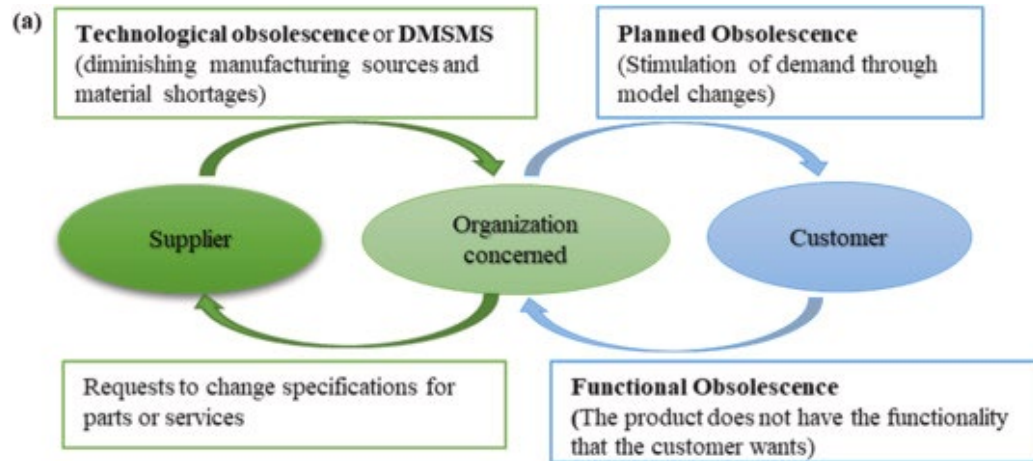 (a)
Technological obsolescence or DMSMS
(diminishing manufacturing sources and
material shortages)
Planned Obsolescence
(Stimulation of demand through
model changes)
Supplier
Organization
concerned
Customer
Requests to change specifications for
parts or services
Functional Obsolescence
(The product does not have the functionality
that the customer wants)